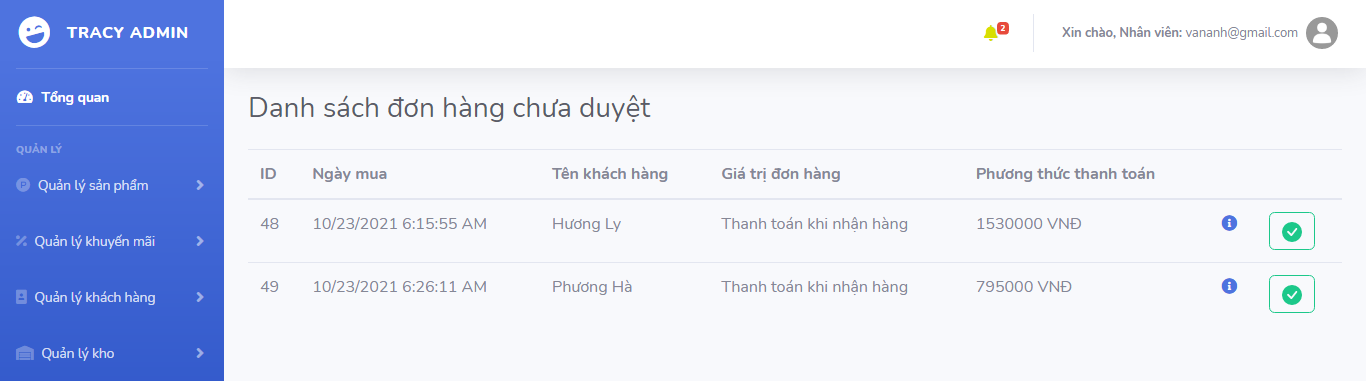 TRACY ADMIN
2
Xin chào, Nhân viên: vananh@gmail.com
Tổng quan
QUẢN LÝ
P Quản lý sản phẩm
Quản lý khuyến mãi
Quản lý khách hàng
Quản lý kho
Danh sách đơn hàng chưa duyệt
ID Ngày mua Tên khách hàng Giá trị đơn hàng Phương thức thanh toán
48 10/23/2021 6:15:55 AM Hương Ly Thanh toán khi nhận hàng 1530000 VNĐ
49 10/23/2021 6:26:11 AM Phương Hà Thanh toán khi nhận hàng 795000 VNĐ